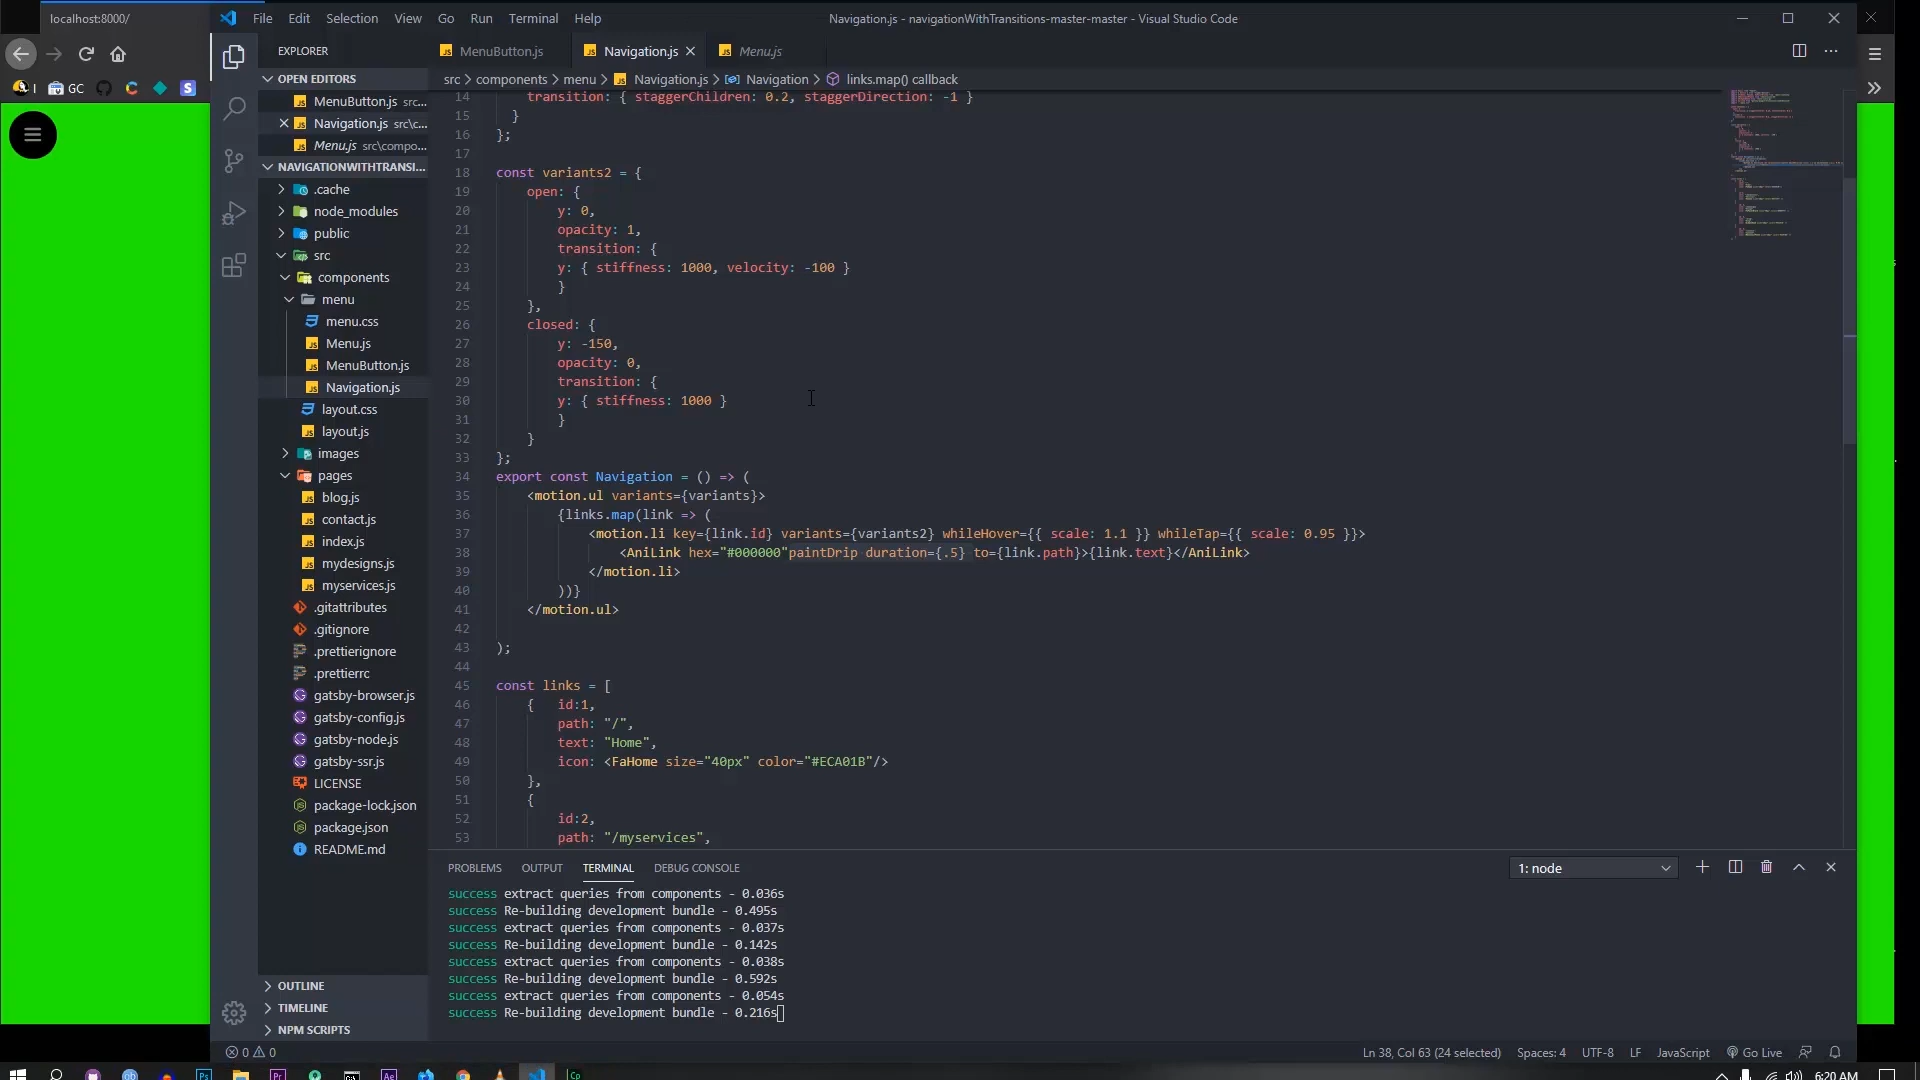 localhost:8000/
File Edit Selection View Go Run Terminal Help
Navigation.js - navigationWithTransitions-master-master - Visual Studio Code
EXPLORER
MenuButton.js
Navigation.js
Menu.js
I GC
OPEN EDITORS
src > components > menu > Navigation.js > Navigation > links.map() callback
MenuButton.js src...
Navigation.js src\c...
Menu.js src\compo...
NAVIGATIONWITHTRANSI...
.cache
node_modules
public
src
components
menu
menu.css
Menu.js
MenuButton.js
Navigation.js
layout.css
layout.js
images
pages
blog.js
contact.js
index.js
mydesigns.js
myservices.js
.gitattributes
.gitignore
.prettierignore
.prettierrc
gatsby-browser.js
gatsby-config.js
gatsby-node.js
gatsby-ssr.js
LICENSE
package-lock.json
package.json
README.md
OUTLINE
TIMELINE
NPM SCRIPTS
14 transition: { staggerChildren: 0.2, staggerDirection: -1 }
15 }
16 };
17
18 const variants2 = {
19 open: {
20 y: 0,
21 opacity: 1,
22 transition: {
23 y: { stiffness: 1000, velocity: -100 }
24 }
25 },
26 closed: {
27 y: -150,
28 opacity: 0,
29 transition: {
30 y: { stiffness: 1000 }
31 }
32 }
33 };
34 export const Navigation = () => (
35 <motion.ul variants={variants}>
36 {links.map(link => (
37 <motion.li key={link.id} variants={variants2} whileHover={{ scale: 1.1 }} whileTap={{ scale: 0.95 }}>
38 <AniLink hex="#000000"paintDrip duration={.5} to={link.path}>{link.text}</AniLink>
39 </motion.li>
40 ))}
41 </motion.ul>
42
43 );
44
45 const links = [
46 { id:1,
47 path: "/",
48 text: "Home",
49 icon: <FaHome size="40px" color="#ECA01B"/>
50 },
51 {
52 id:2,
53 path: "/myservices",
PROBLEMS OUTPUT TERMINAL DEBUG CONSOLE
1: node
success extract queries from components - 0.036s
success Re-building development bundle - 0.495s
success extract queries from components - 0.037s
success Re-building development bundle - 0.142s
success extract queries from components - 0.038s
success Re-building development bundle - 0.592s
success extract queries from components - 0.054s
success Re-building development bundle - 0.216s
0 0
Ln 38, Col 63 (24 selected) Spaces: 4 UTF-8 LF JavaScript Go Live
Ps Pr Ae Cp
6:20 AM